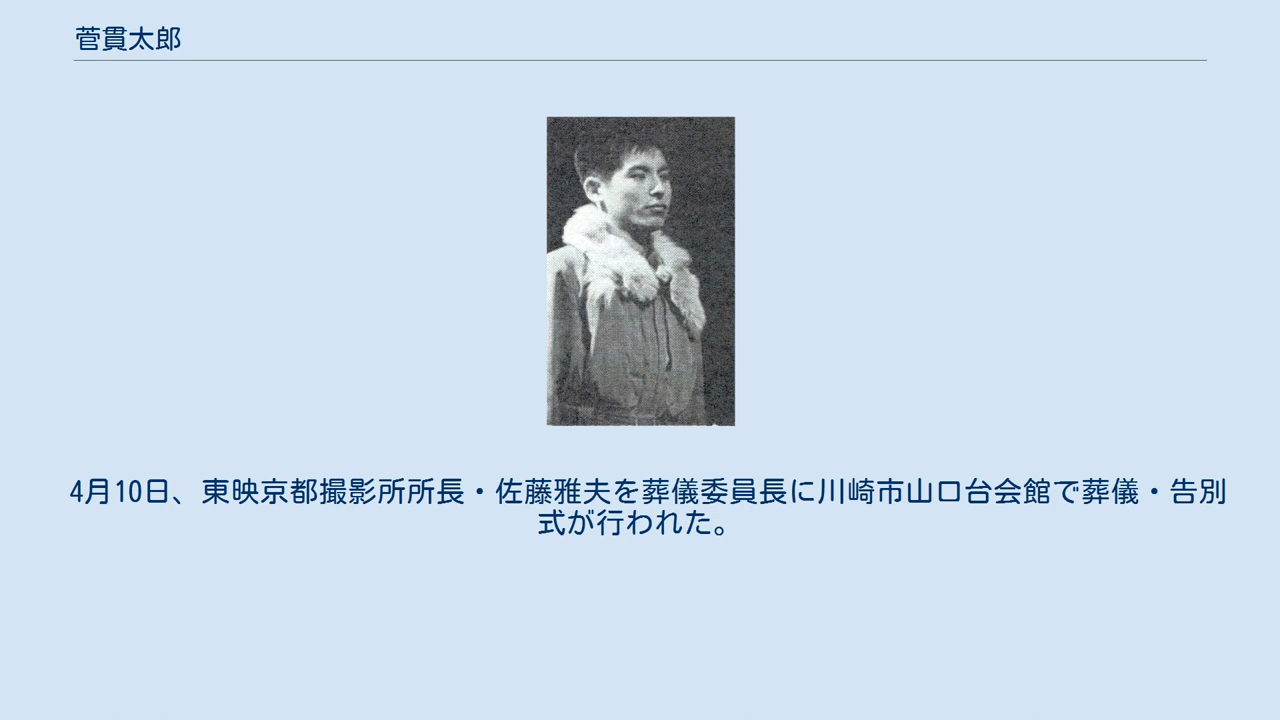 菅貫太郎
4月10日、東映京都撮影所所長・佐藤雅夫を葬儀委員長に川崎市山口台会館で葬儀・告別
式が行われた。